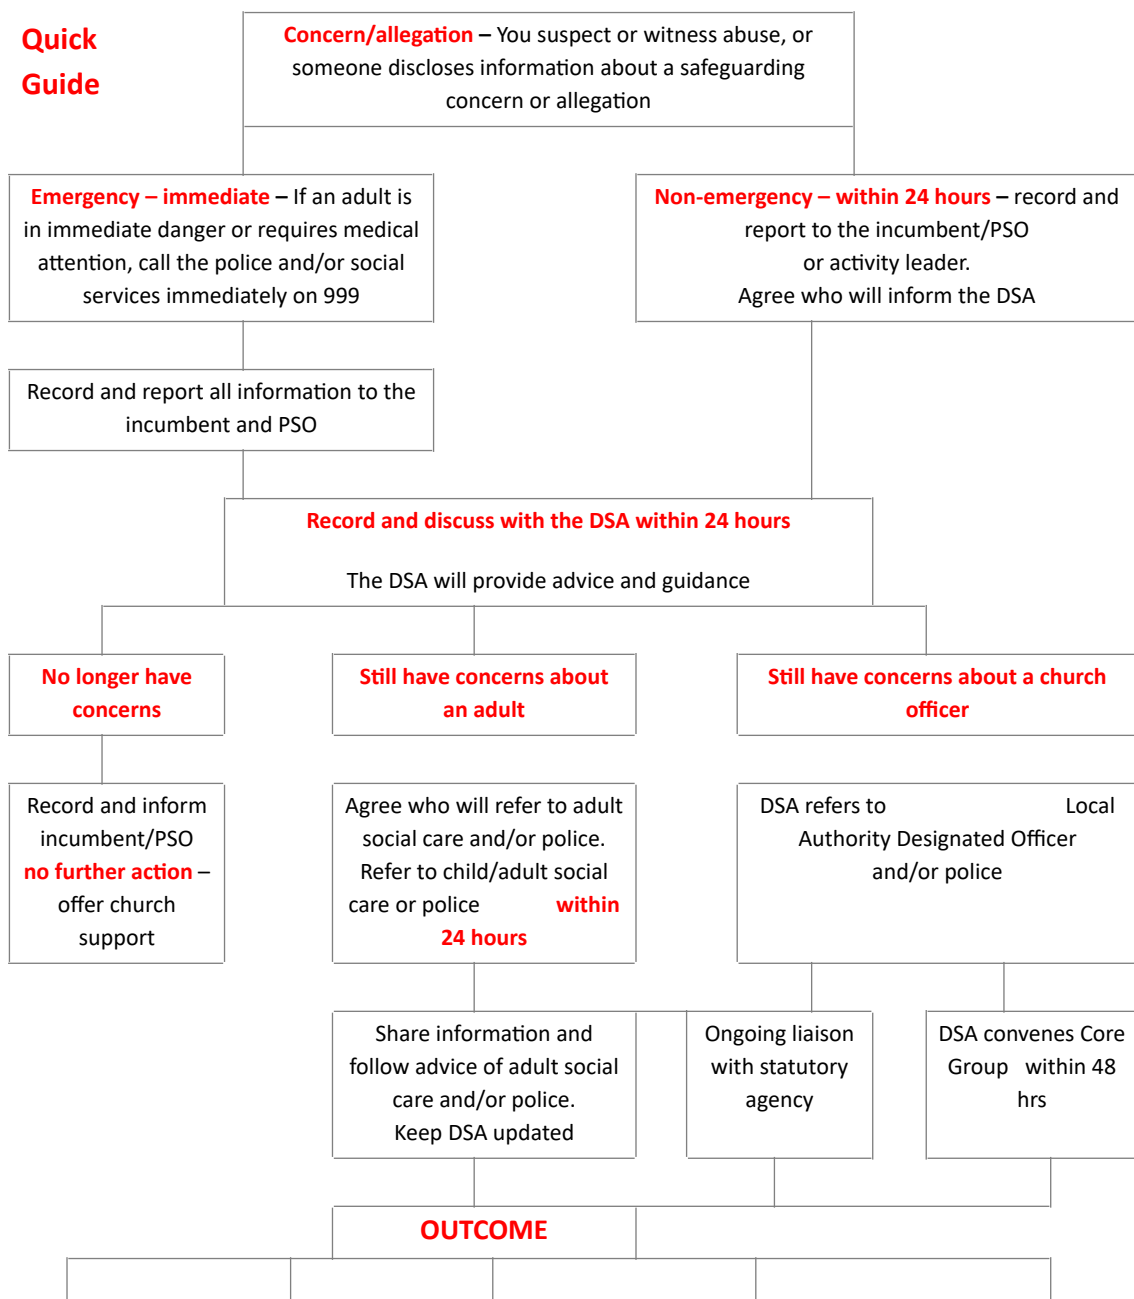 Quick
Guide
Concern/allegation – You suspect or witness abuse, or
someone discloses information about a safeguarding
concern or allegation
Emergency – immediate – If an adult is
in immediate danger or requires medical
attention, call the police and/or social
services immediately on 999
Non-emergency – within 24 hours – record and
report to the incumbent/PSO
or activity leader.
Agree who will inform the DSA
Record and report all information to the
incumbent and PSO
Record and discuss with the DSA within 24 hours
The DSA will provide advice and guidance
No longer have
concerns
Still have concerns about
an adult
Still have concerns about a church
officer
Record and inform
incumbent/PSO
no further action –
offer church
support
Agree who will refer to adult
social care and/or police.
Refer to child/adult social
care or police within
24 hours
DSA refers to Local
Authority Designated Officer
and/or police
Share information and
follow advice of adult social
care and/or police.
Keep DSA updated
Ongoing liaison
with statutory
agency
DSA convenes Core
Group within 48
hrs
OUTCOME